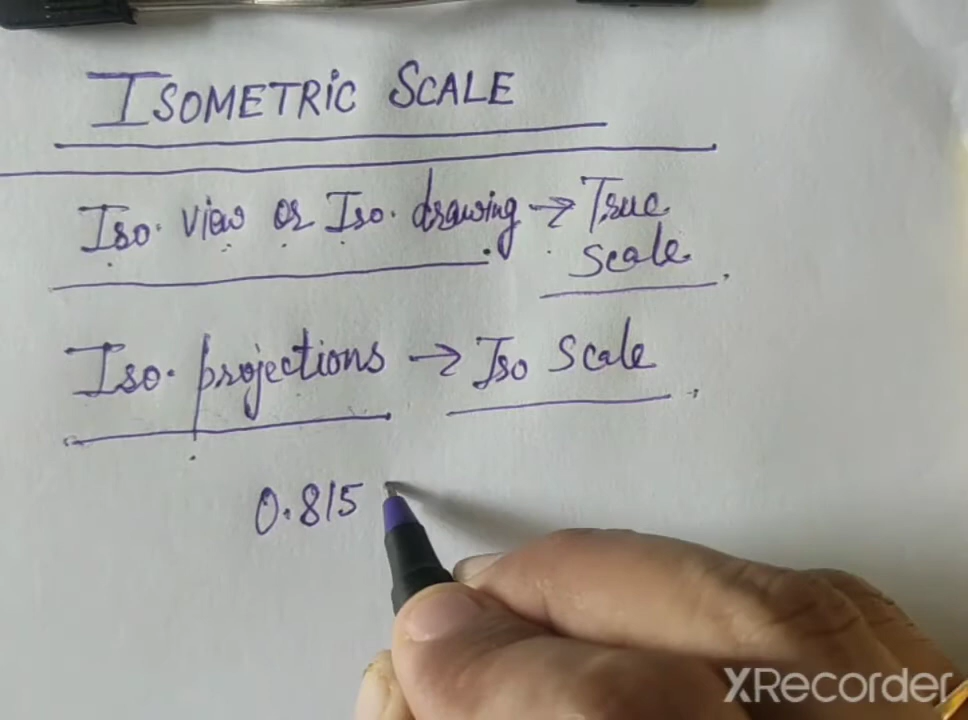 ISOMETRIC SCALE
Iso. view or Iso. drawing → True
Scale.
Iso. projections → Iso Scale
0.815
XRecorder